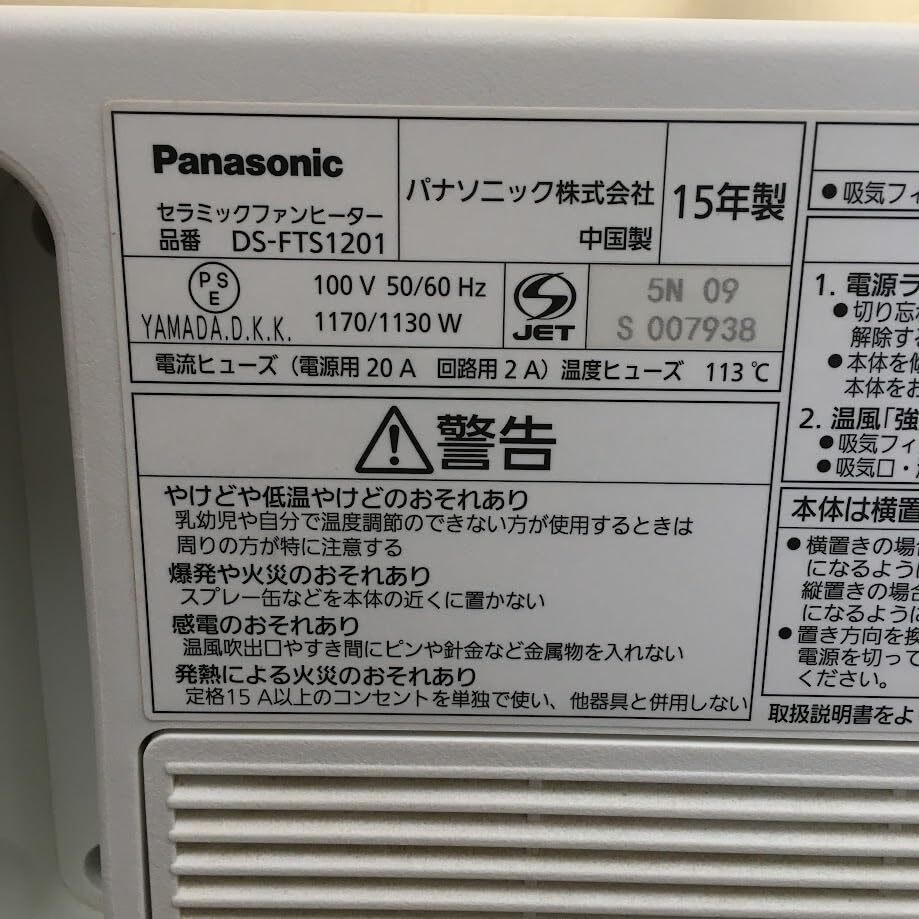 Panasonic
セラミックファンヒーター
品番 DS-FTS1201
パナソニック株式会社
中国製
15年製
PSE
YAMADA.D.K.K.
100 V 50/60 Hz
1170/1130 W
JET
5N 09
S 007938
電流ヒューズ（電源用 20 A 回路用 2 A）温度ヒューズ 113 ℃
警告
やけどや低温やけどのおそれあり
乳幼児や自分で温度調節のできない方が使用するときは
周りの方が特に注意する
爆発や火災のおそれあり
スプレー缶などを本体の近くに置かない
感電のおそれあり
温風吹出口やすき間にピンや針金など金属物を入れない
発熱による火災のおそれあり
定格15 A以上のコンセントを単独で使い、他器具と併用しない
●吸気フィ
1. 電源ラ
●切り忘
解除す
●本体を
本体をお
2. 温風「強
●吸気フィ
●吸気口・
本体は横置
●横置きの場合
になるように
縦置きの場合
になるように
●置き方向を換
電源を切って
ください。
取扱説明書をよ